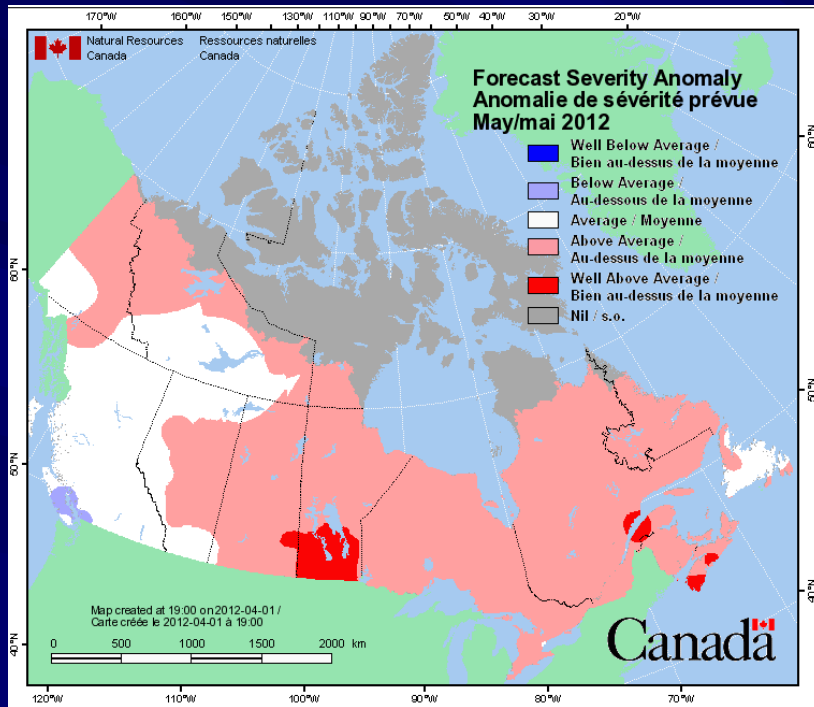 170°W 160°W 150°W 140°W 130°W 120°W 110°W 100°W 90°W 80°W 70°W 60°W 50°W 40°W 30°W 20°W
Natural Resources Ressources naturelles
Canada Canada
Forecast Severity Anomaly
Anomalie de sévérité prévue
May/mai 2012
Well Below Average /
Bien au-dessus de la moyenne
Below Average /
Au-dessous de la moyenne
Average / Moyenne
Above Average /
Au-dessus de la moyenne
Well Above Average /
Bien au-dessus de la moyenne
Nil / s.o.
60°N
60°N
50°N
50°N
40°N
40°N
Map created at 19:00 on 2012-04-01 /
Carte créée le 2012-04-01 à 19:00
0 500 1000 1500 2000 km
Canada
120°W 110°W 100°W 90°W 80°W 70°W